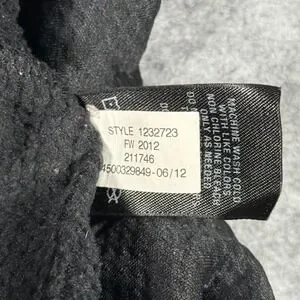 STYLE 1232723
FW 2012
211746
4500329849-06/12
MACHINE WASH COLD
WITH LIKE COLORS
NON CHLORINE BLEACH
ONLY AS NEEDED